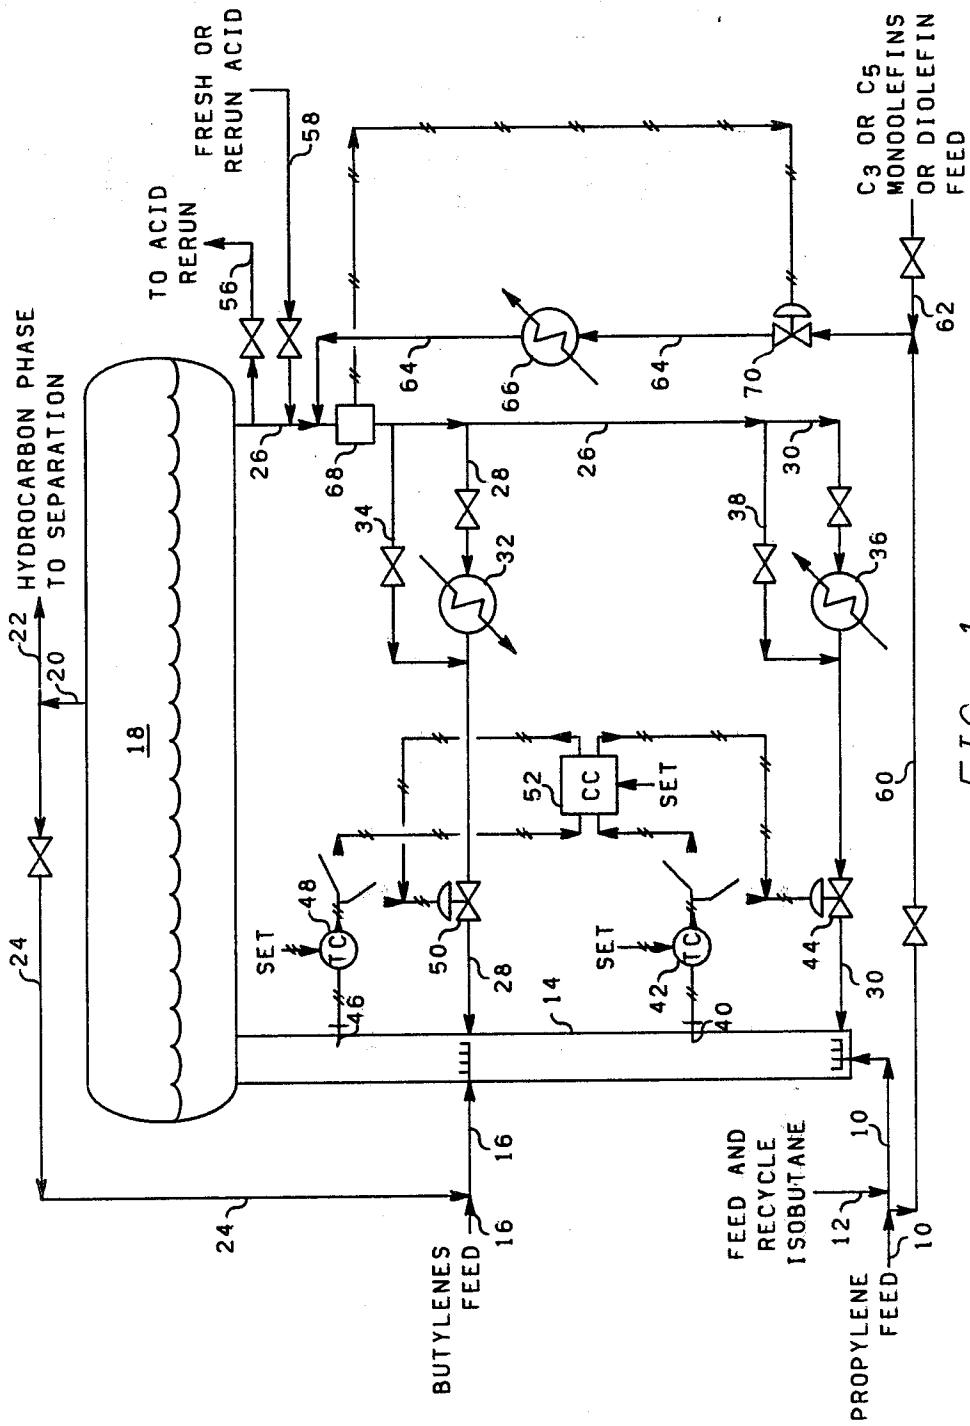 HYDROCARBON PHASE
TO SEPARATION
22
20
24
18
TO ACID
RERUN
56
FRESH OR
RERUN ACID
58
26
68
34
28
32
64
66
64
70
26
30
38
36
C3 OR C5
MONOOLEFINS
OR DIOLEFIN
FEED
62
60
SET
TC
48
46
50
28
52
CC
SET
SET
TC
42
40
44
30
14
16
24
16
BUTYLENES
FEED
FEED AND
RECYCLE
ISOBUTANE
12
10
10
PROPYLENE
FEED